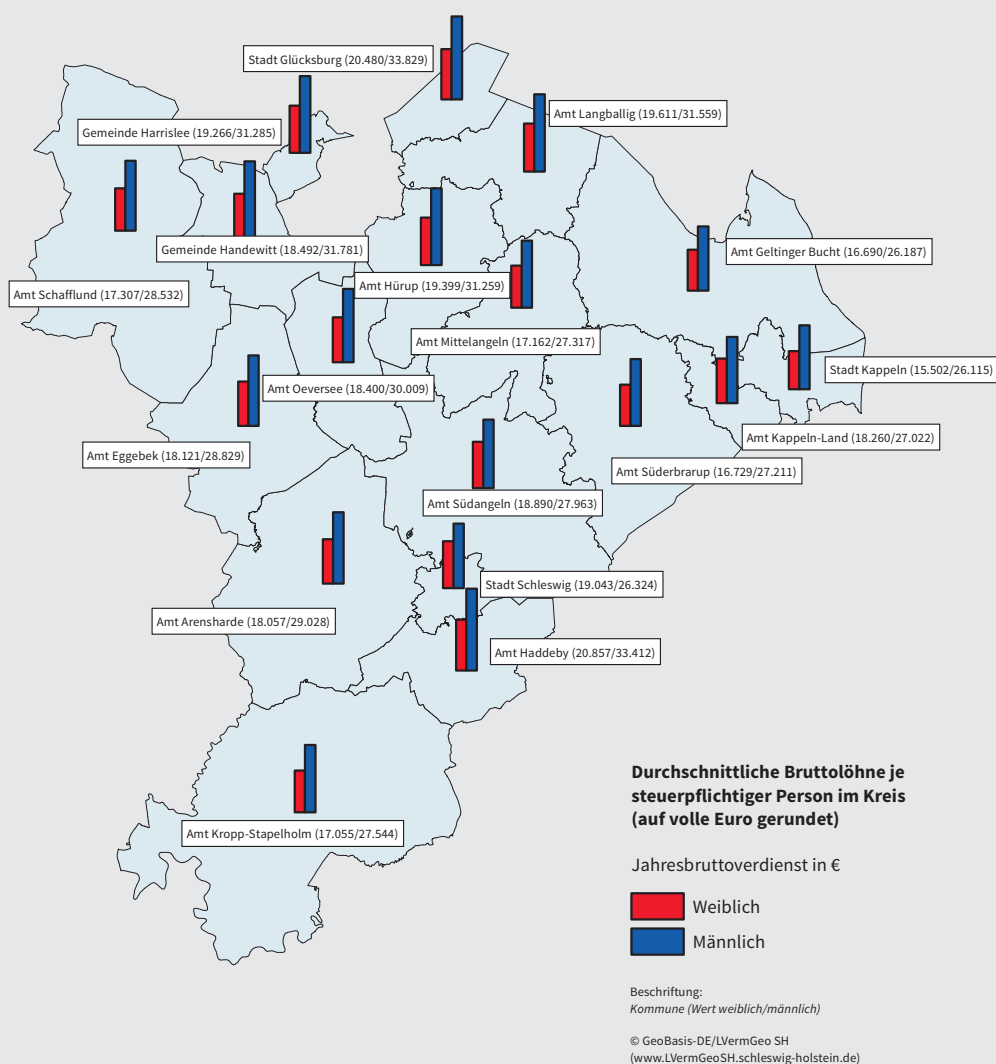 Stadt Glücksburg (20.480/33.829)
Amt Langballig (19.611/31.559)
Gemeinde Harrislee (19.266/31.285)
Gemeinde Handewitt (18.492/31.781)
Amt Geltinger Bucht (16.690/26.187)
Amt Schafflund (17.307/28.532)
Amt Hürup (19.399/31.259)
Amt Mittelangeln (17.162/27.317)
Stadt Kappeln (15.502/26.115)
Amt Oeversee (18.400/30.009)
Amt Kappeln-Land (18.260/27.022)
Amt Eggebek (18.121/28.829)
Amt Süderbrarup (16.729/27.211)
Amt Südangeln (18.890/27.963)
Stadt Schleswig (19.043/26.324)
Amt Arensharde (18.057/29.028)
Amt Haddeby (20.857/33.412)
Amt Kropp-Stapelholm (17.055/27.544)
Durchschnittliche Bruttolöhne je
steuerpflichtiger Person im Kreis
(auf volle Euro gerundet)
Jahresbruttoverdienst in €
Weiblich
Männlich
Beschriftung:
Kommune (Wert weiblich/männlich)
© GeoBasis-DE/LVermGeo SH
(www.LVermGeoSH.schleswig-holstein.de)